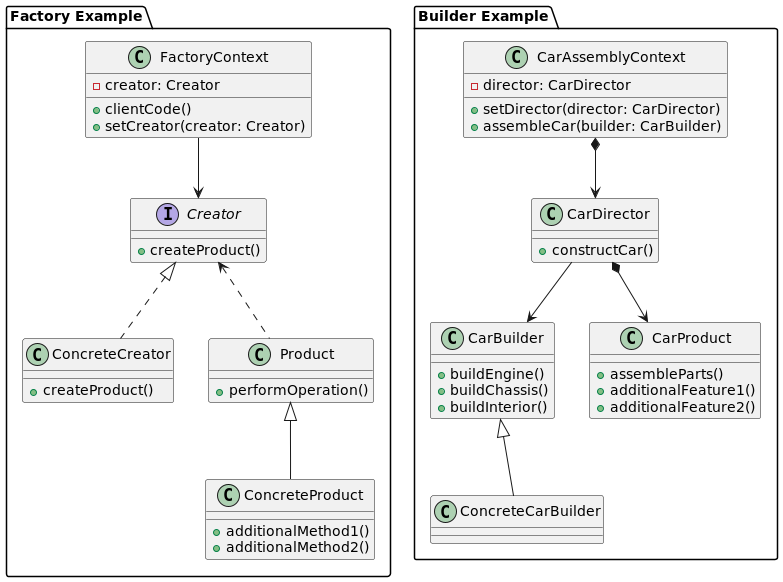 Factory Example
C FactoryContext
creator: Creator
clientCode()
setCreator(creator: Creator)
I Creator
createProduct()
C ConcreteCreator
createProduct()
C Product
performOperation()
C ConcreteProduct
additionalMethod1()
additionalMethod2()
Builder Example
C CarAssemblyContext
director: CarDirector
setDirector(director: CarDirector)
assembleCar(builder: CarBuilder)
C CarDirector
constructCar()
C CarBuilder
buildEngine()
buildChassis()
buildInterior()
C CarProduct
assembleParts()
additionalFeature1()
additionalFeature2()
C ConcreteCarBuilder